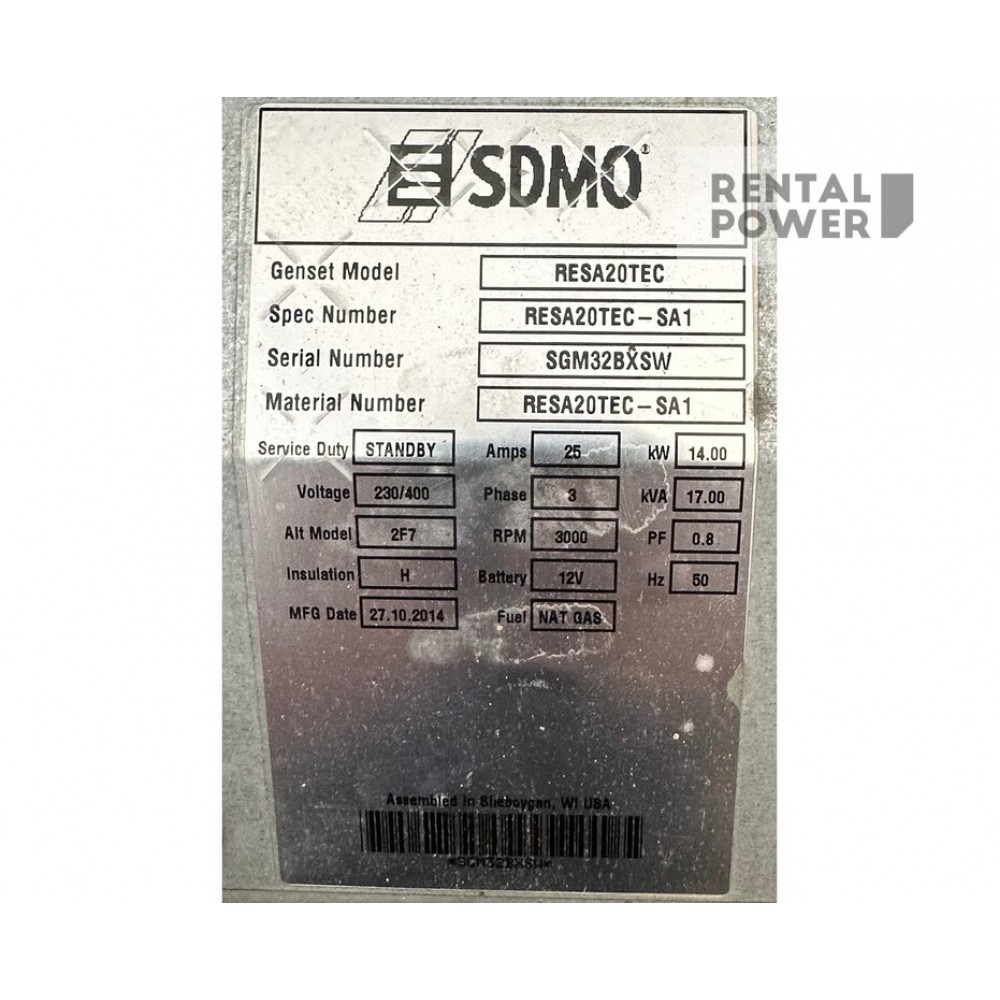 SDMO®
RENTAL
POWER
Genset Model RESA20TEC
Spec Number RESA20TEC-SA1
Serial Number SGM32BXSW
Material Number RESA20TEC-SA1
Service Duty STANDBY Amps 25 kW 14.00
Voltage 230/400 Phase 3 kVA 17.00
Alt Model 2F7 RPM 3000 PF 0.8
Insulation H Battery 12V Hz 50
MFG Date 27.10.2014 Fuel NAT GAS
Assembled in Sheboygan, WI USA
*SGM32BXSW*